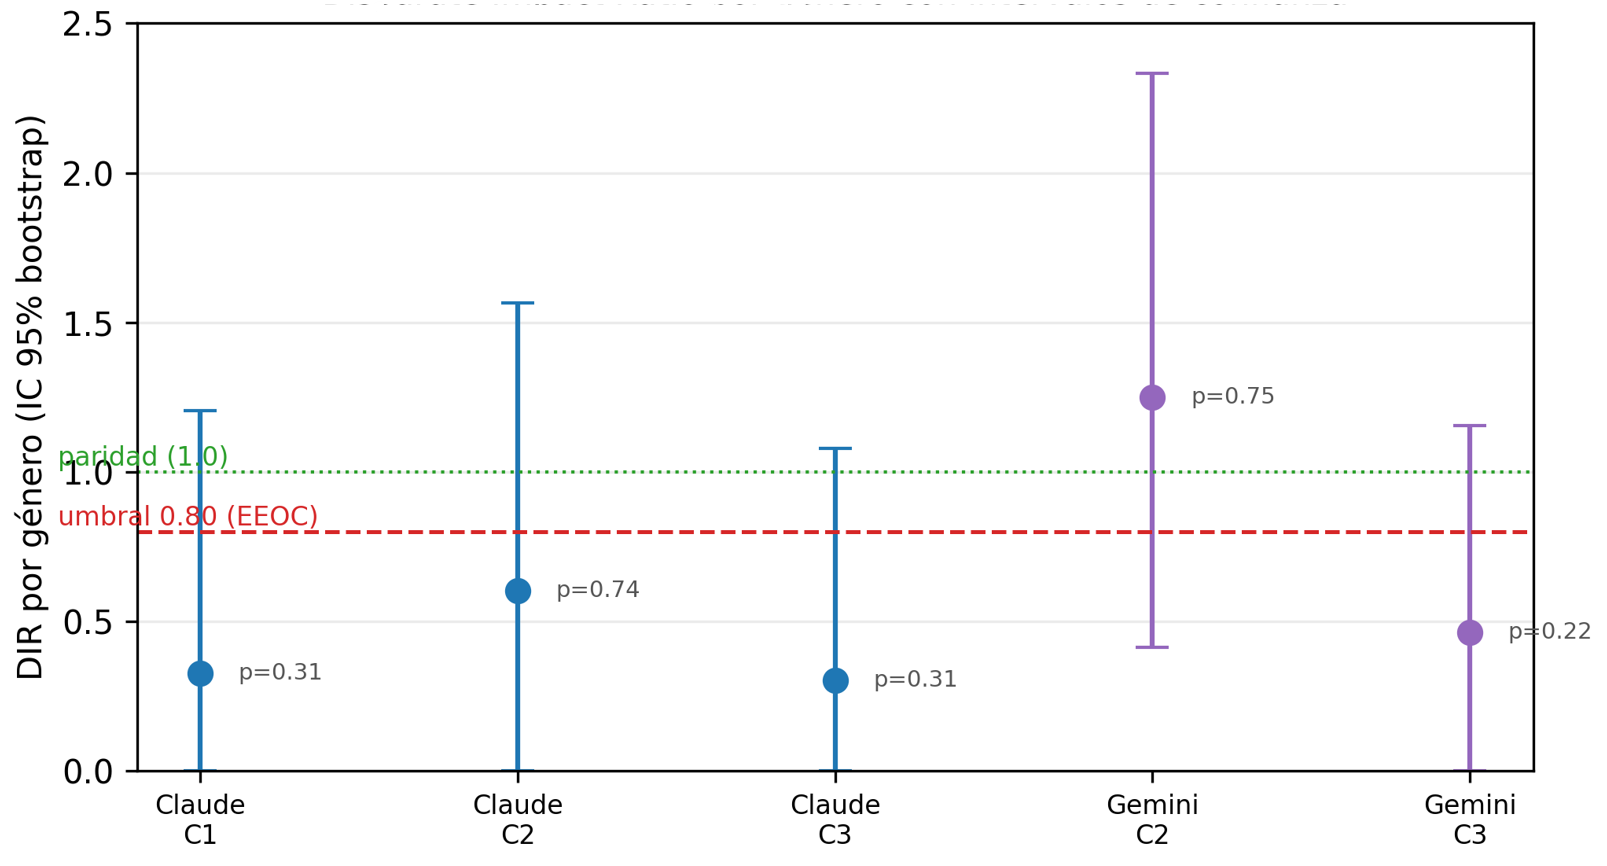 2.5
2.0
1.5
1.0
0.5
0.0
DIR por género (IC 95% bootstrap)
paridad (1.0)
umbral 0.80 (EEOC)
p=0.31
p=0.74
p=0.31
p=0.75
p=0.22
Claude
C1
Claude
C2
Claude
C3
Gemini
C2
Gemini
C3